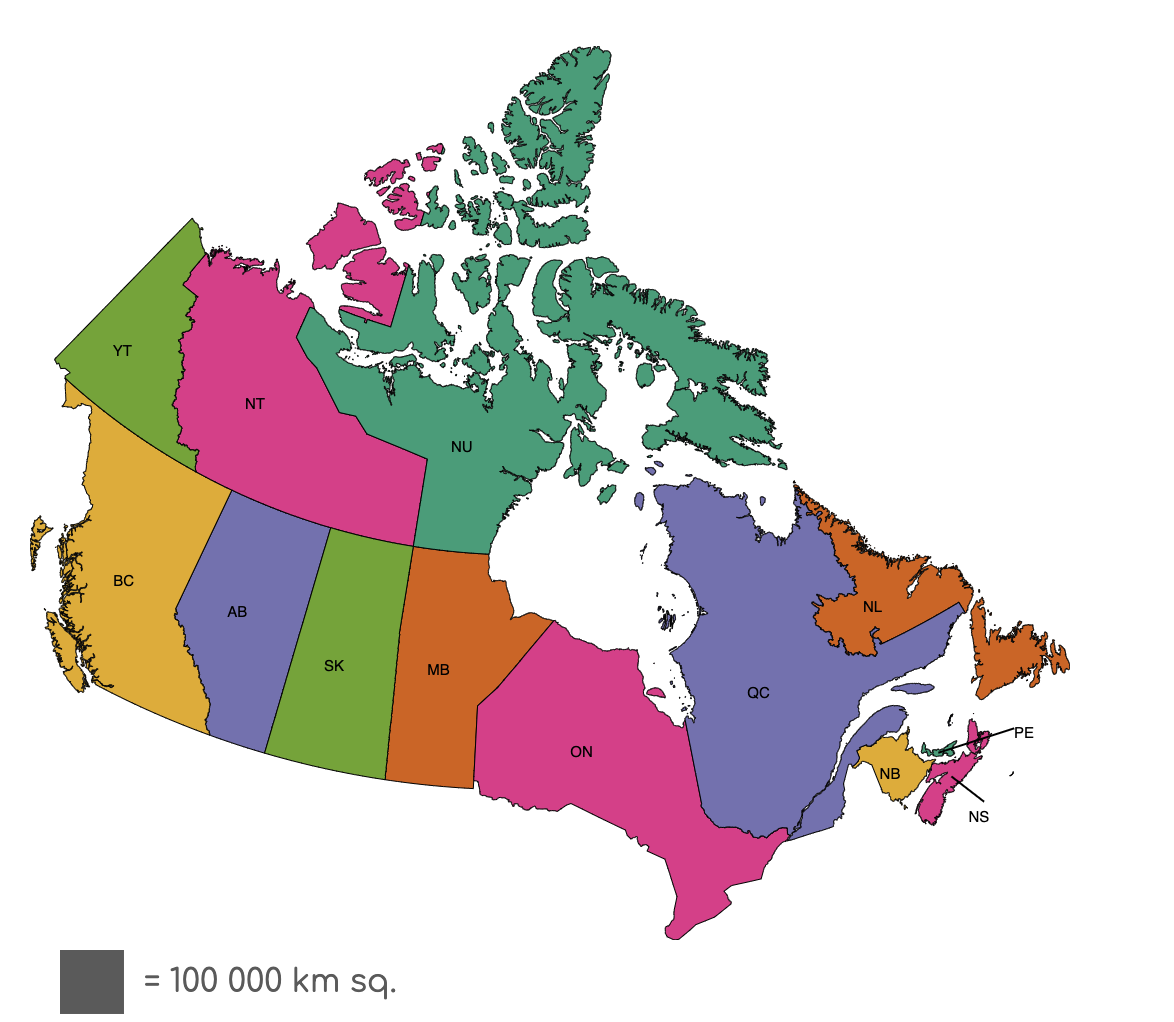 YT
NT
NU
BC
AB
SK
MB
NL
QC
ON
PE
NB
NS
= 100 000 km sq.